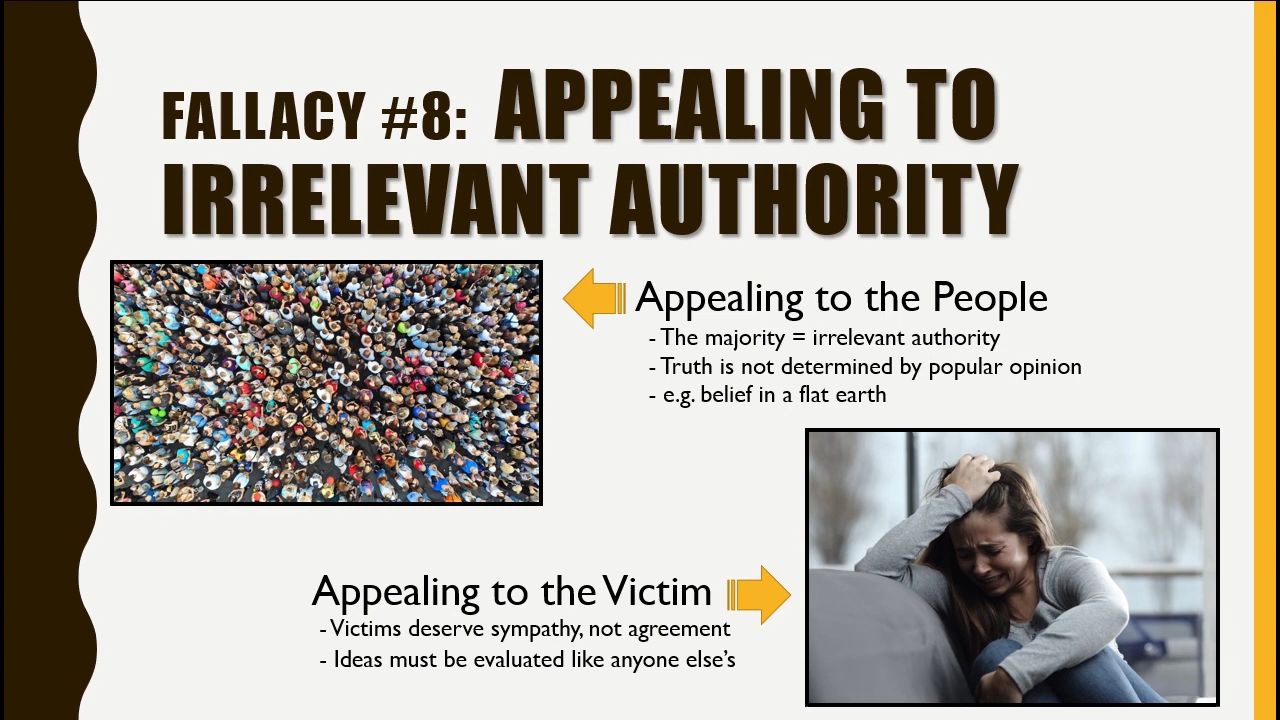 FALLACY #8: APPEALING TO
IRRELEVANT AUTHORITY
Appealing to the People
- The majority = irrelevant authority
- Truth is not determined by popular opinion
- e.g. belief in a flat earth
Appealing to the Victim
- Victims deserve sympathy, not agreement
- Ideas must be evaluated like anyone else’s